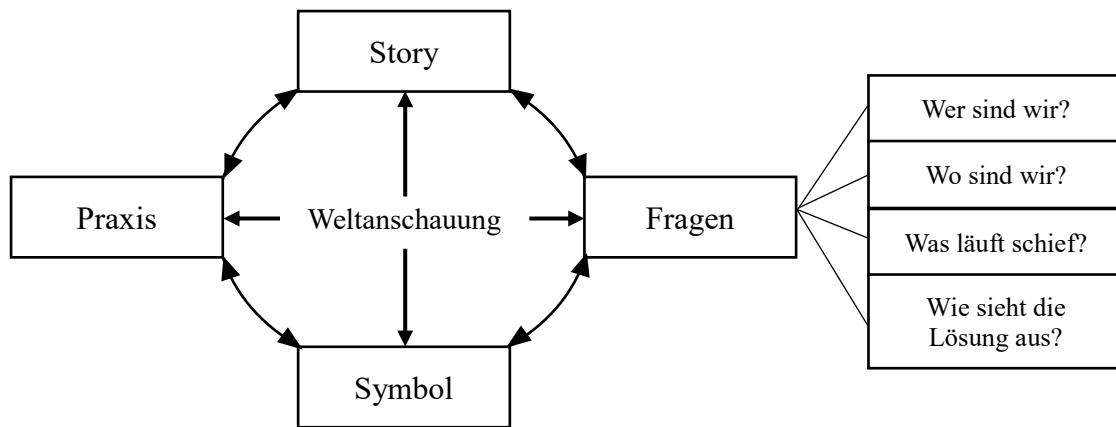 Story
Praxis
Weltanschauung
Fragen
Symbol
Wer sind wir?
Wo sind wir?
Was läuft schief?
Wie sieht die
Lösung aus?